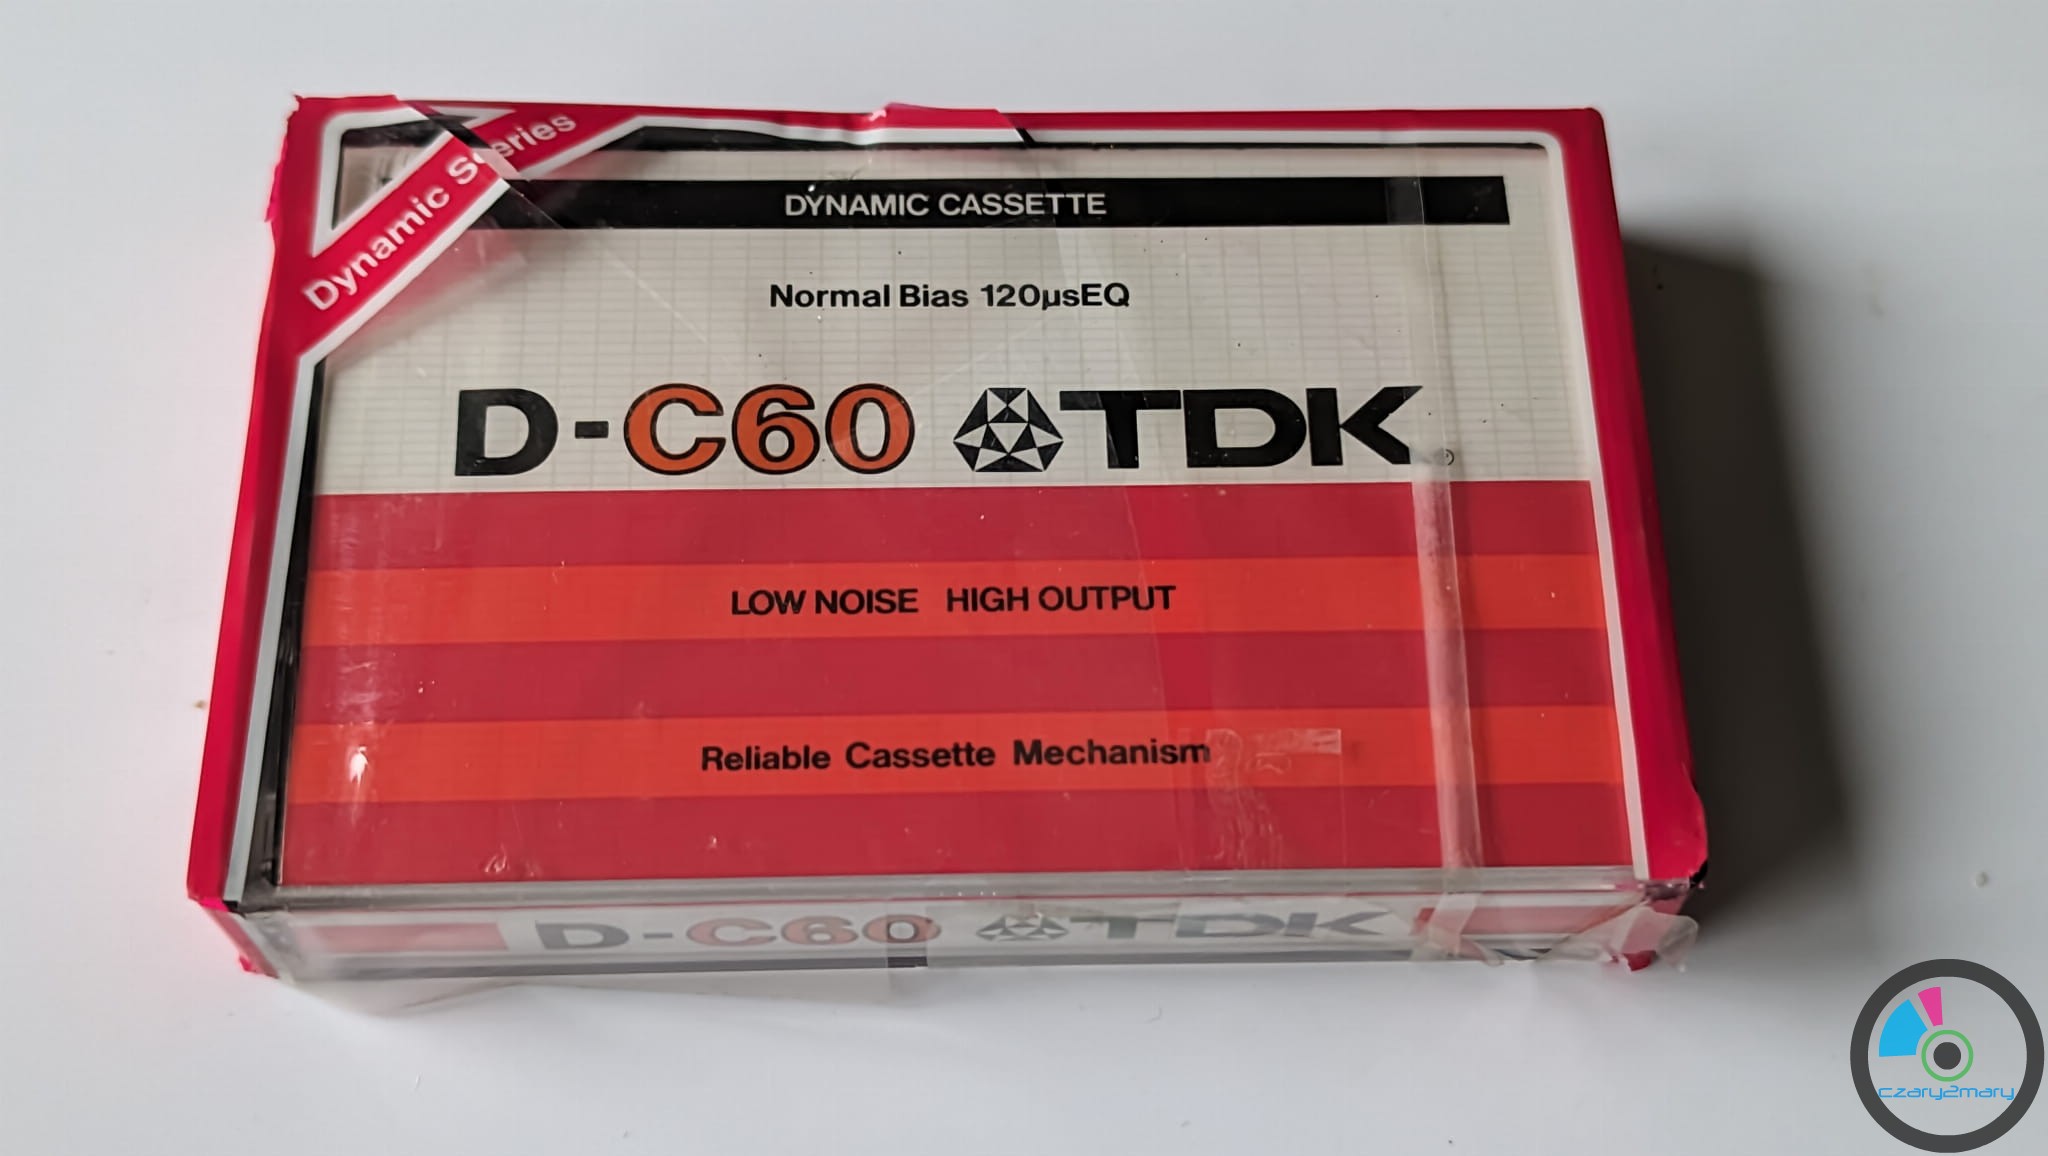 Dynamic Series
DYNAMIC CASSETTE
Normal Bias 120µsEQ
D-C60 TDK
LOW NOISE HIGH OUTPUT
Reliable Cassette Mechanism
D-C60 TDK
czary2mary